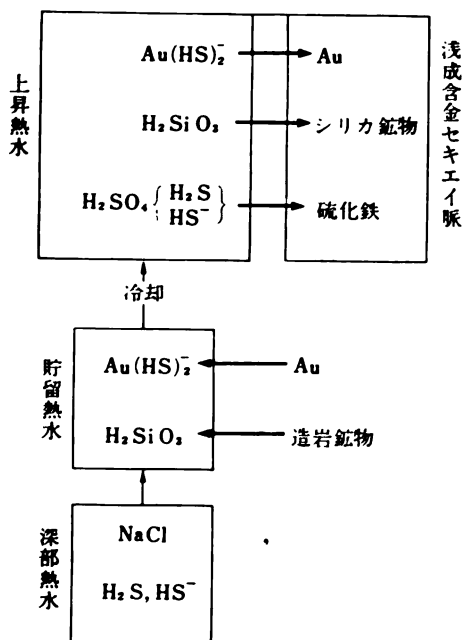 上昇熱水
Au(HS)₂⁻ Au
H₂SiO₃ シリカ鉱物
H₂SO₄ { H₂S HS⁻ } 硫化鉄
浅成含金セキエイ脈
冷却
貯留熱水
Au(HS)₂⁻ Au
H₂SiO₃ 造岩鉱物
深部熱水
NaCl
H₂S, HS⁻